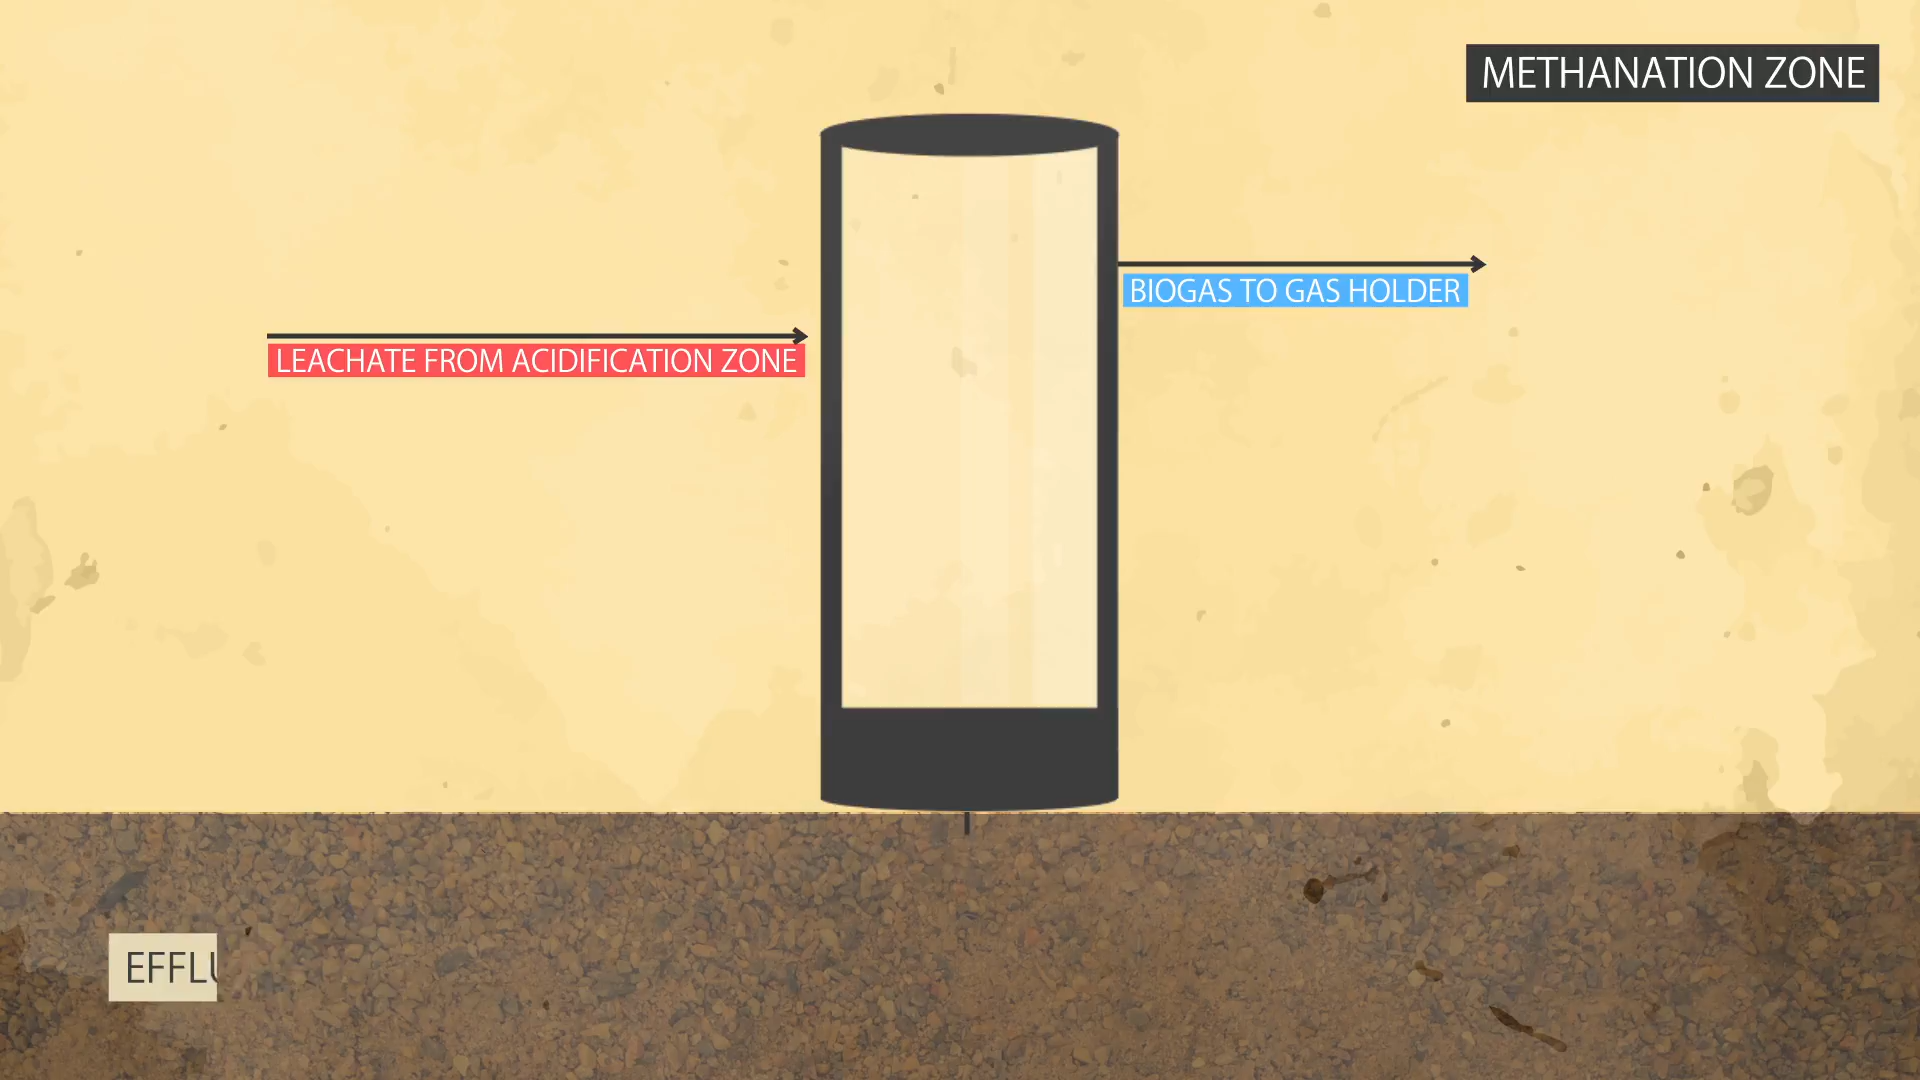 METHANATION ZONE
BIOGAS TO GAS HOLDER
LEACHATE FROM ACIDIFICATION ZONE